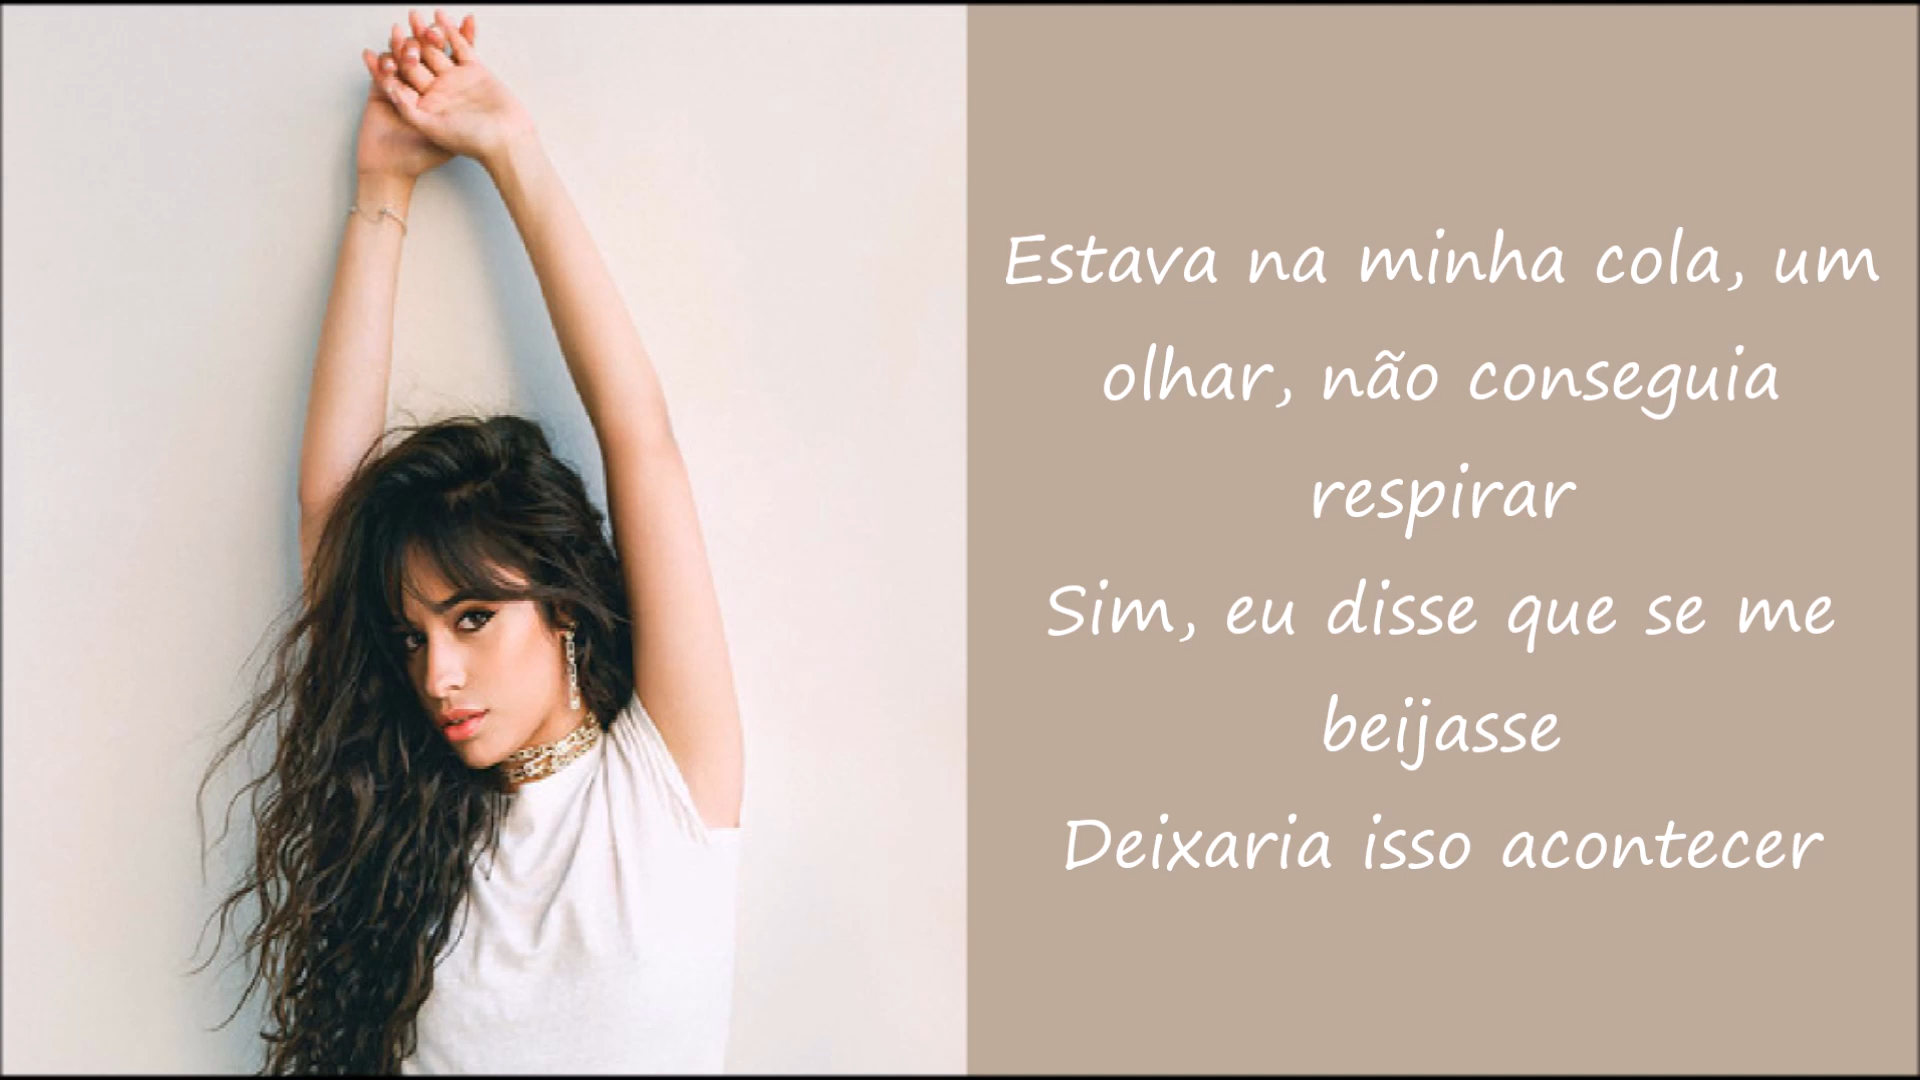 Estava na minha cola, um
olhar, não conseguia
respirar
Sim, eu disse que se me
beijasse
Deixaria isso acontecer